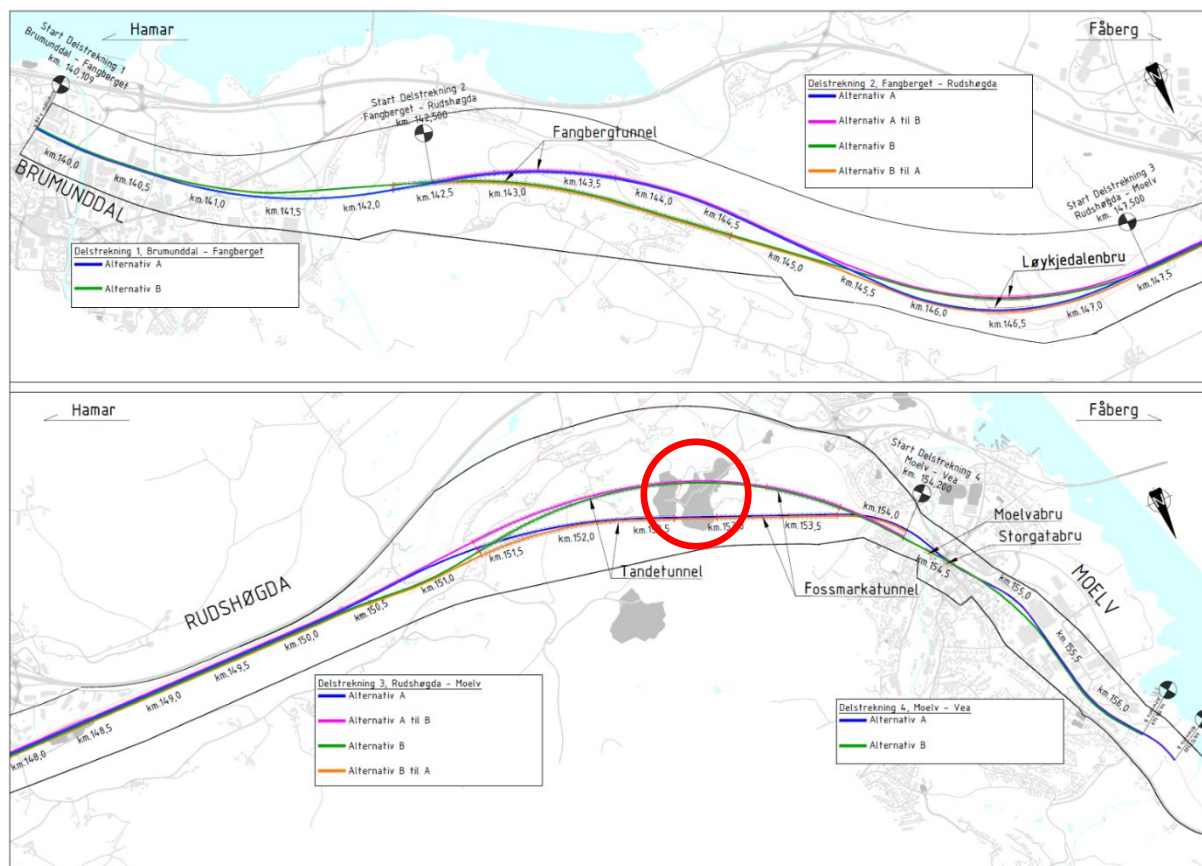 Hamar
Fåberg
Start Delstrekning 1
Brumunddal - Fangberget
km. 140,109
Start Delstrekning 2
Fangberget - Rudshøgda
km. 142,500
Fangbergtunnel
Delstrekning 2, Fangberget - Rudshøgda
Alternativ A
Alternativ A til B
Alternativ B
Alternativ B til A
Start Delstrekning 3
Rudshøgda - Moelv
km. 147,500
BRUMUNDDAL
km.140,0
km.140,5
km.141,0
km.141,5
km.142,0
km.142,5
km.143,0
km.143,5
km.144,0
km.144,5
km.145,0
km.145,5
km.146,0
km.146,5
km.147,0
km.147,5
Løykjedalenbru
Delstrekning 1, Brumunddal - Fangberget
Alternativ A
Alternativ B
Hamar
Fåberg
Start Delstrekning 4
Moelv - Vea
km. 154,200
Moelvabru
Storgatabru
MOELV
RUDSHØGDA
Tandetunnel
Fossmarkatunnel
km.148,0
km.148,5
km.149,0
km.149,5
km.150,0
km.150,5
km.151,0
km.151,5
km.152,0
km.153,5
km.154,0
km.154,5
km.155,0
km.155,5
km.156,0
Delstrekning 3, Rudshøgda - Moelv
Alternativ A
Alternativ A til B
Alternativ B
Alternativ B til A
Delstrekning 4, Moelv - Vea
Alternativ A
Alternativ B